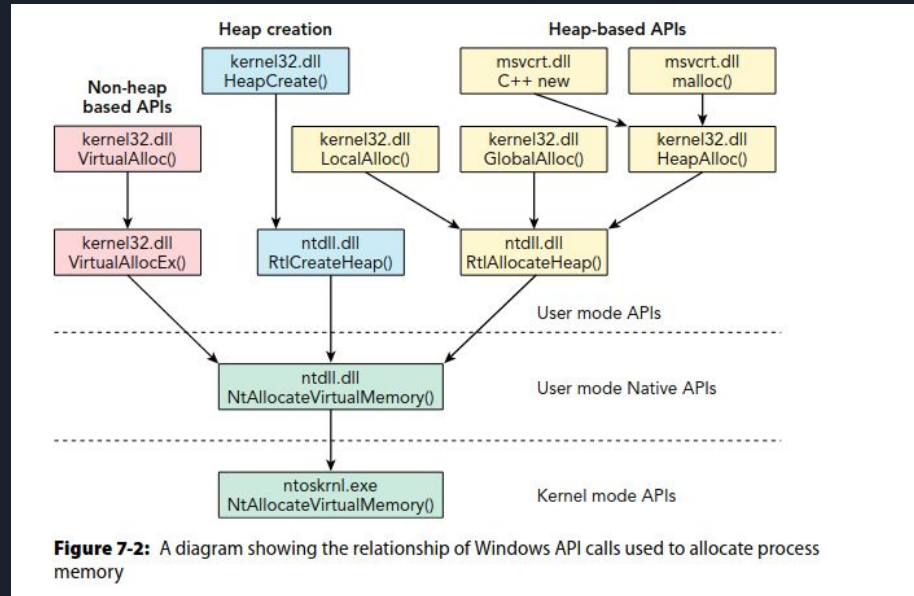 Heap creation
Heap-based APIs
kernel32.dll
HeapCreate()
msvcrt.dll
C++ new
msvcrt.dll
malloc()
Non-heap
based APIs
kernel32.dll
VirtualAlloc()
kernel32.dll
LocalAlloc()
kernel32.dll
GlobalAlloc()
kernel32.dll
HeapAlloc()
kernel32.dll
VirtualAllocEx()
ntdll.dll
RtlCreateHeap()
ntdll.dll
RtlAllocateHeap()
User mode APIs
ntdll.dll
NtAllocateVirtualMemory()
User mode Native APIs
ntoskrnl.exe
NtAllocateVirtualMemory()
Kernel mode APIs
Figure 7-2: A diagram showing the relationship of Windows API calls used to allocate process
memory